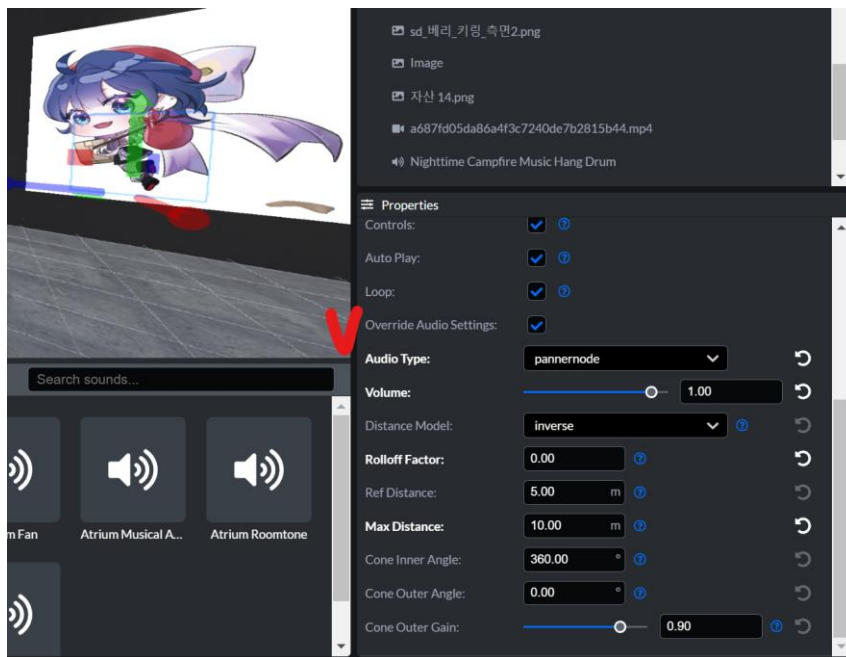 sd_베리_키링_측면2.png
Image
자산 14.png
a687fd05da86a4f3c7240de7b2815b44.mp4
Nighttime Campfire Music Hang Drum
Properties
Controls:
Auto Play:
Loop:
Override Audio Settings:
Audio Type: pannernode
Volume: 1.00
Distance Model: inverse
Rolloff Factor: 0.00
Ref Distance: 5.00 m
Max Distance: 10.00 m
Cone Inner Angle: 360.00 °
Cone Outer Angle: 0.00 °
Cone Outer Gain: 0.90
Search sounds...
m Fan
Atrium Musical A...
Atrium Roomtone